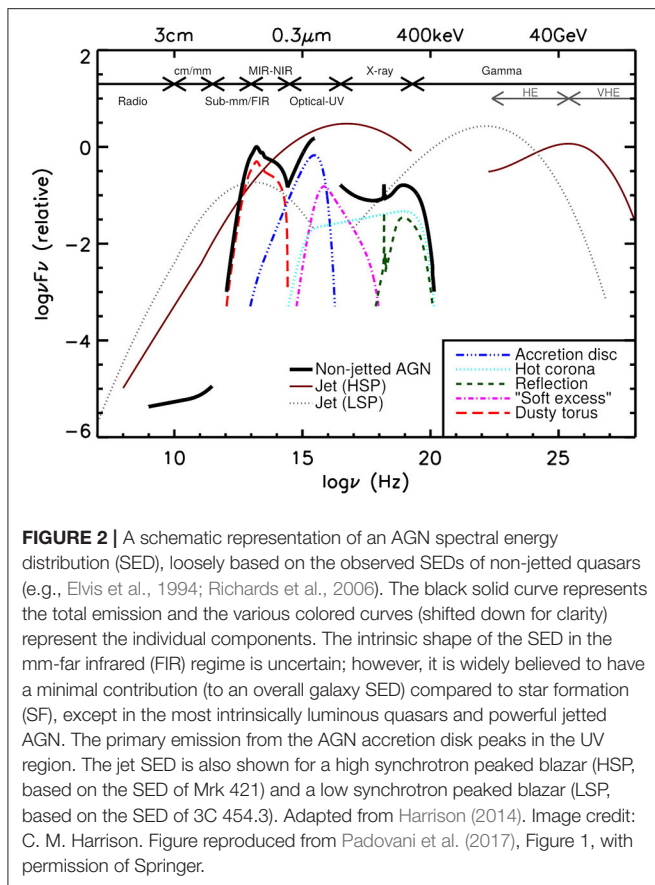 3cm 0.3μm 400keV 40GeV
cm/mm MIR-NIR X-ray Gamma
Radio Sub-mm/FIR Optical-UV HE VHE
2
0
-2
-4
-6
logνFν (relative)
Non-jetted AGN
Jet (HSP)
Jet (LSP)
Accretion disc
Hot corona
Reflection
"Soft excess"
Dusty torus
10 15 20 25
logν (Hz)
FIGURE 2 | A schematic representation of an AGN spectral energy
distribution (SED), loosely based on the observed SEDs of non-jetted quasars
(e.g., Elvis et al., 1994; Richards et al., 2006). The black solid curve represents
the total emission and the various colored curves (shifted down for clarity)
represent the individual components. The intrinsic shape of the SED in the
mm-far infrared (FIR) regime is uncertain; however, it is widely believed to have
a minimal contribution (to an overall galaxy SED) compared to star formation
(SF), except in the most intrinsically luminous quasars and powerful jetted
AGN. The primary emission from the AGN accretion disk peaks in the UV
region. The jet SED is also shown for a high synchrotron peaked blazar (HSP,
based on the SED of Mrk 421) and a low synchrotron peaked blazar (LSP,
based on the SED of 3C 454.3). Adapted from Harrison (2014). Image credit:
C. M. Harrison. Figure reproduced from Padovani et al. (2017), Figure 1, with
permission of Springer.